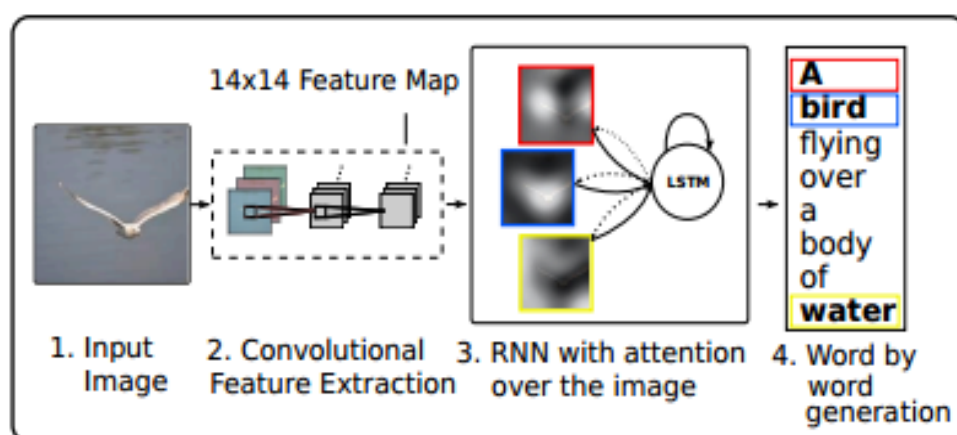 14x14 Feature Map
LSTM
A
bird
flying
over
a
body
of
water
1. Input
Image
2. Convolutional
Feature Extraction
3. RNN with attention
over the image
4. Word by
word
generation